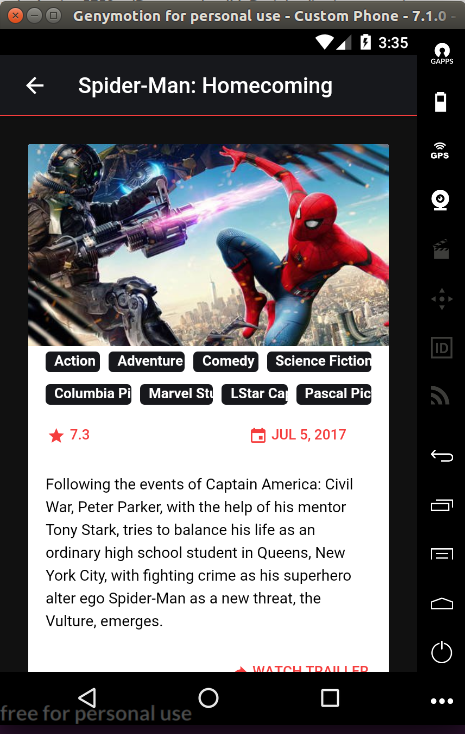 Genymotion for personal use - Custom Phone - 7.1.0 -
3:35
GAPPS
Spider-Man: Homecoming
GPS
Action Adventure Comedy Science Fiction
Columbia Pi Marvel Stu LStar Cap Pascal Pic
7.3 JUL 5, 2017
ID
Following the events of Captain America: Civil
War, Peter Parker, with the help of his mentor
Tony Stark, tries to balance his life as an
ordinary high school student in Queens, New
York City, with fighting crime as his superhero
alter ego Spider-Man as a new threat, the
Vulture, emerges.
WATCH TRAILLER
free for personal use